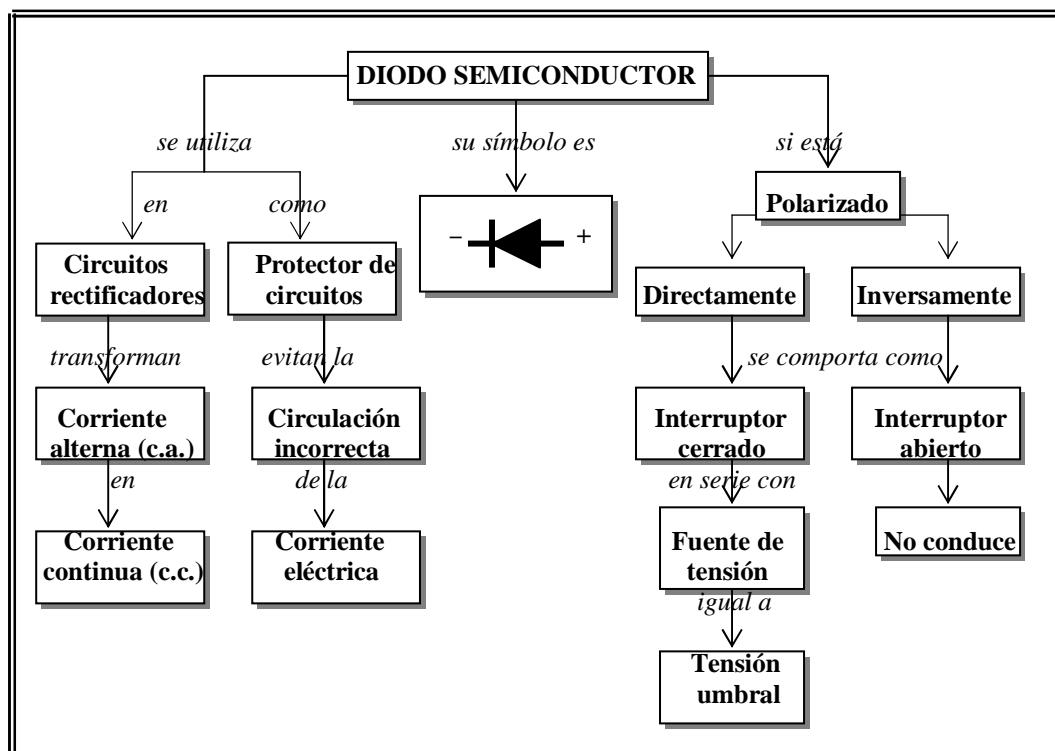 DIODO SEMICONDUCTOR
se utiliza
su símbolo es
si está
en
como
Polarizado
Circuitos
rectificadores
Protector de
circuitos
− +
Directamente
Inversamente
transforman
evitan la
se comporta como
Corriente
alterna (c.a.)
Circulación
incorrecta
Interruptor
cerrado
Interruptor
abierto
en
de la
en serie con
Corriente
continua (c.c.)
Corriente
eléctrica
Fuente de
tensión
No conduce
igual a
Tensión
umbral